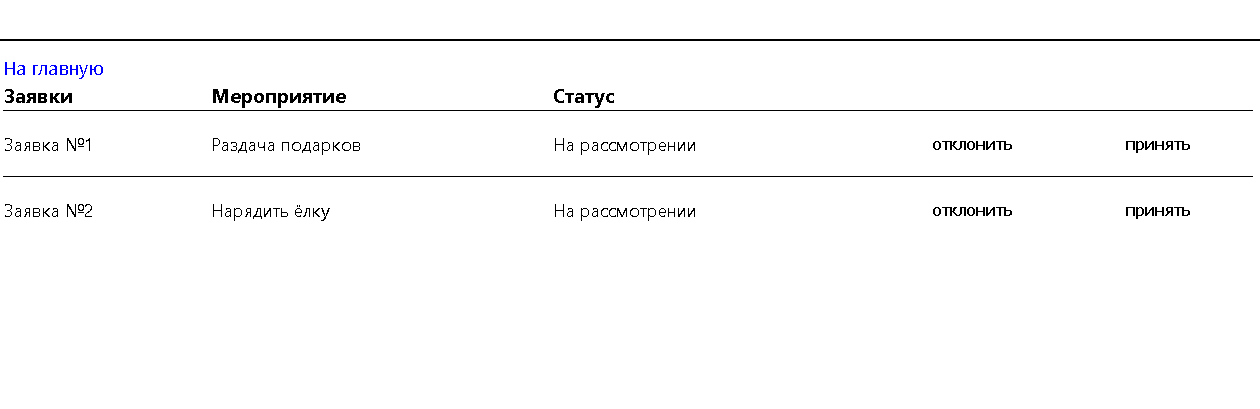 На главную
Заявки Мероприятие Статус
Заявка №1 Раздача подарков На рассмотрении отклонить принять
Заявка №2 Нарядить ёлку На рассмотрении отклонить принять